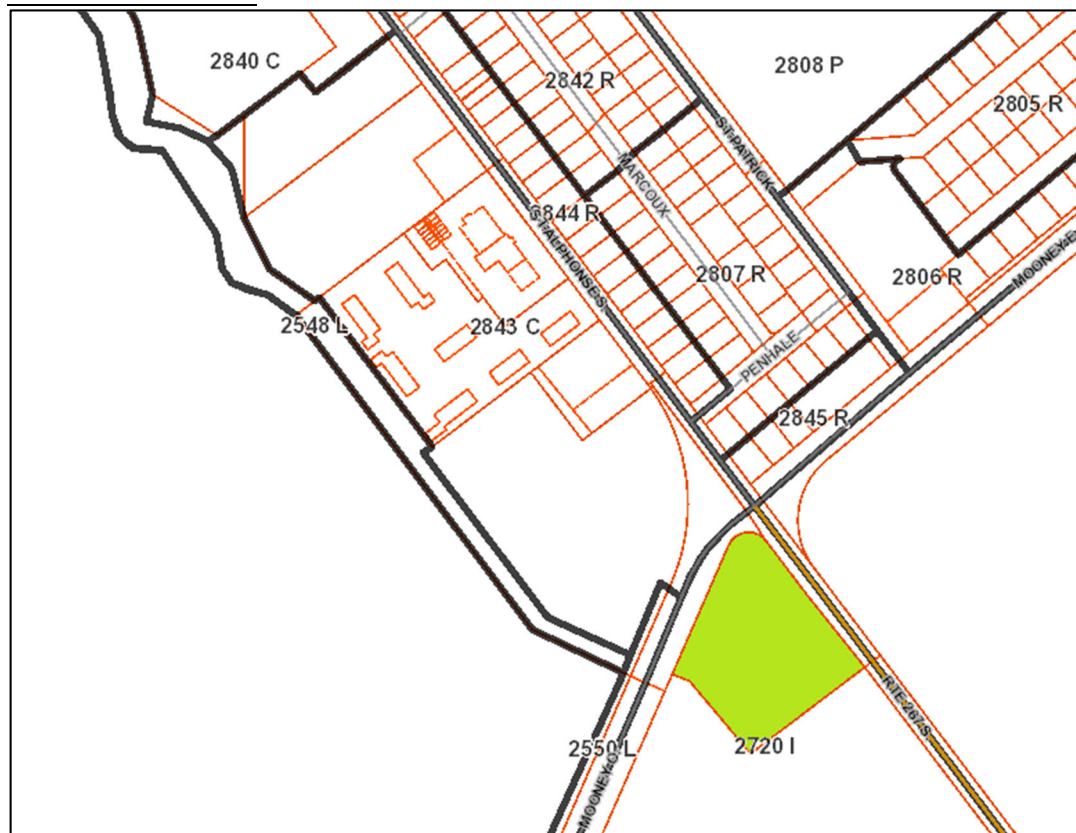 2840 C
2842 R
2808 P
2805 R
ST-PATRICK
MARCOUX
2844 R
ST-ALPHONSE S.
2807 R
2806 R
MOONEY E
2548 L
2843 C
PENHALE
2845 R
RTE-267 S.
2550 L
2720 I
MOONEY O.